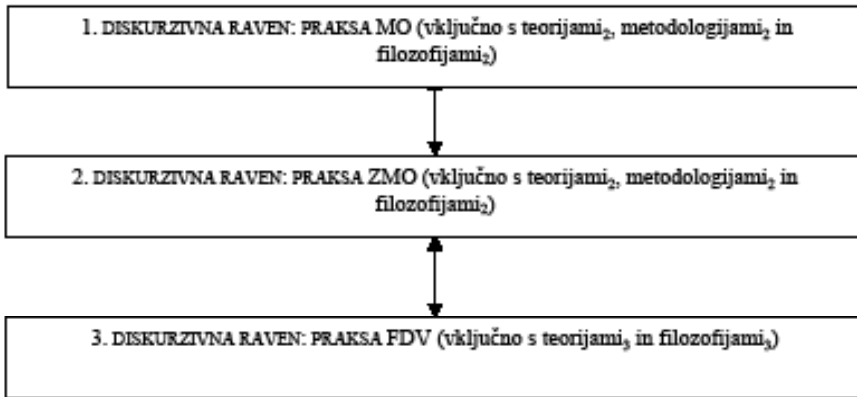 1. DISKURZIVNA RAVEN: PRAKSA MO (vključno s teorijami₂, metodologijami₂ in
filozofijami₂)
2. DISKURZIVNA RAVEN: PRAKSA ZMO (vključno s teorijami₂, metodologijami₂ in
filozofijami₂)
3. DISKURZIVNA RAVEN: PRAKSA FDV (vključno s teorijami₃ in filozofijami₃)